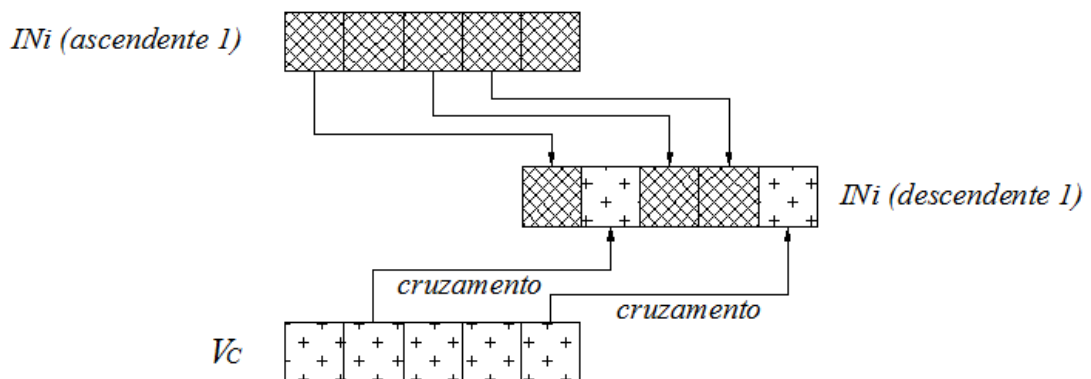 INi (ascendente 1)
INi (descendente 1)
cruzamento
cruzamento
VC